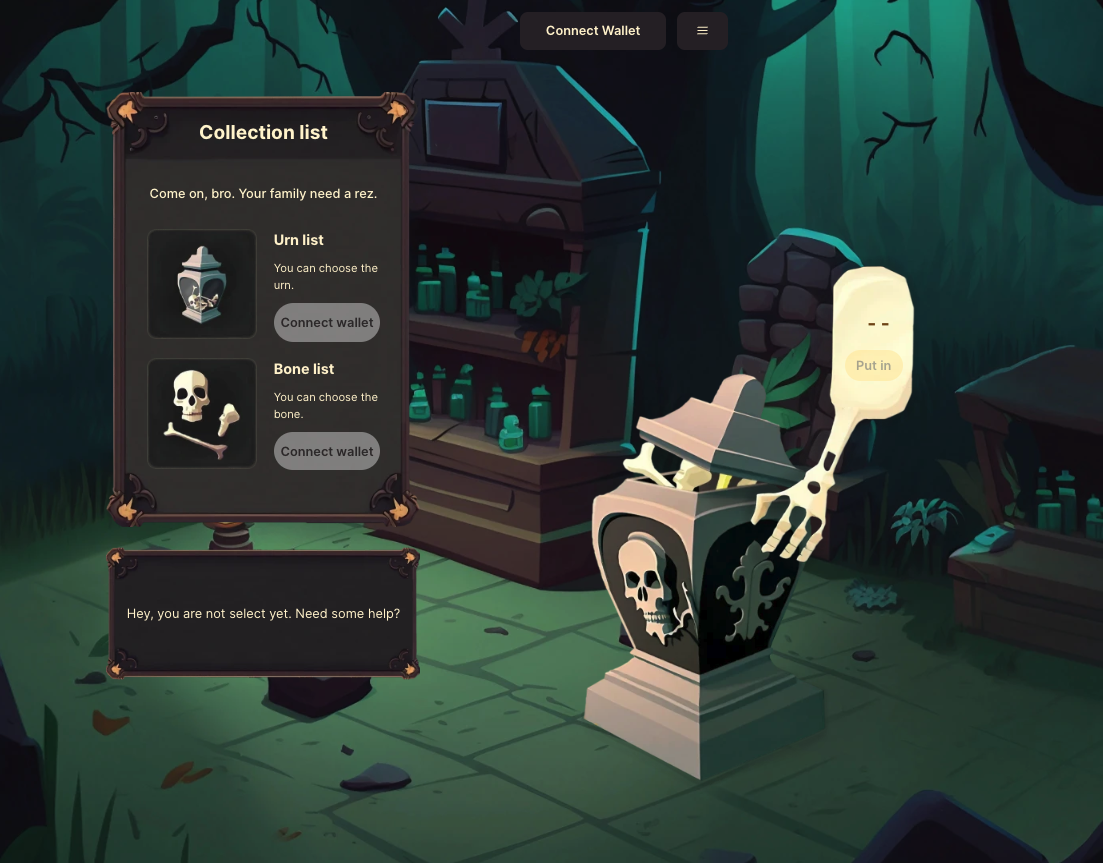 Connect Wallet
Collection list
Come on, bro. Your family need a rez.
Urn list
You can choose the
urn.
Connect wallet
Bone list
You can choose the
bone.
Connect wallet
- -
Put in
Hey, you are not select yet. Need some help?